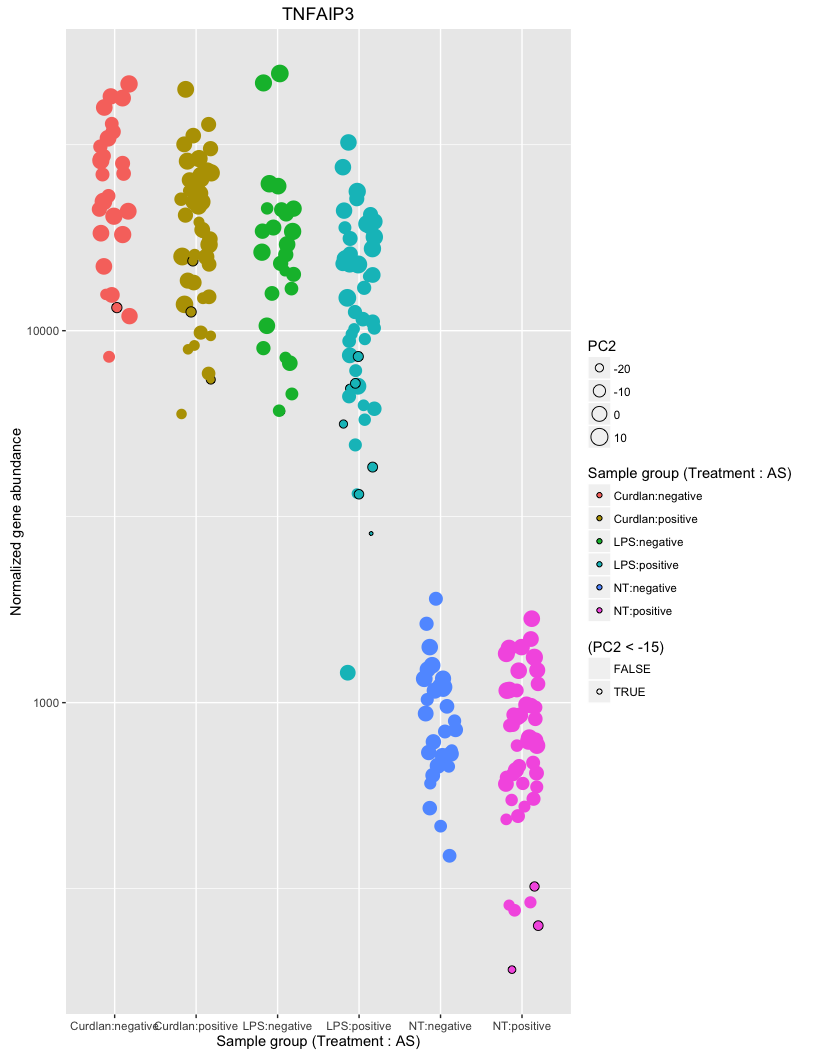 TNFAIP3
Normalized gene abundance
10000
1000
Curdlan:negative
Curdlan:positive
LPS:negative
LPS:positive
NT:negative
NT:positive
Sample group (Treatment : AS)
PC2
-20
-10
0
10
Sample group (Treatment : AS)
Curdlan:negative
Curdlan:positive
LPS:negative
LPS:positive
NT:negative
NT:positive
(PC2 < -15)
FALSE
TRUE